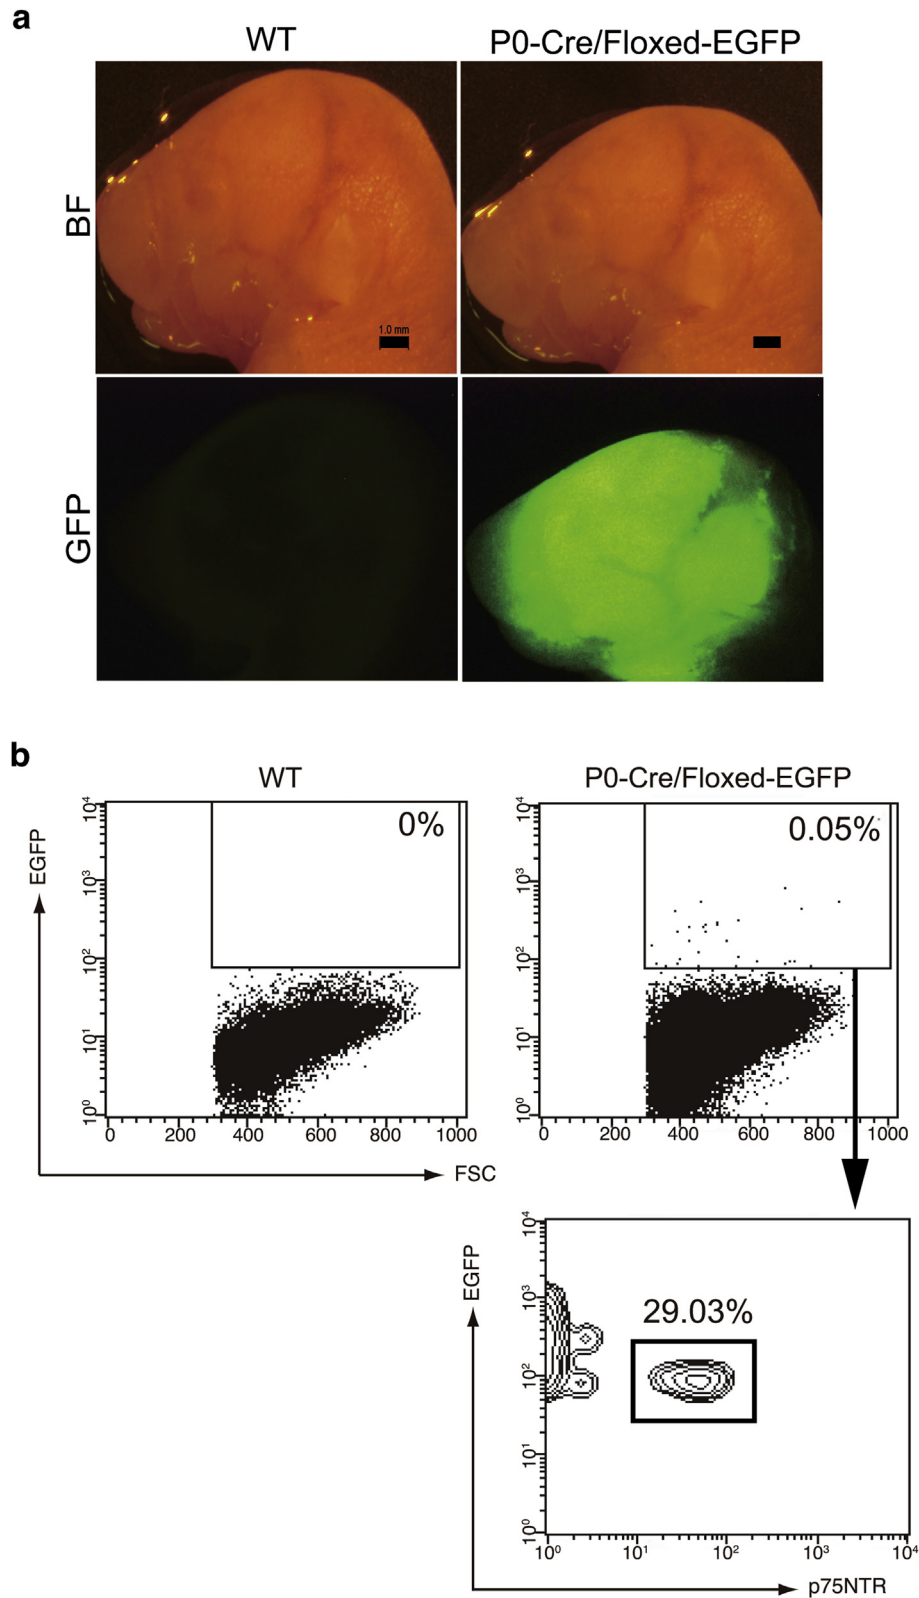 a
WT
P0-Cre/Floxed-EGFP
BF
1.0 mm
GFP
b
WT
P0-Cre/Floxed-EGFP
EGFP
10⁴
10³
10²
10¹
10⁰
0%
0 200 400 600 800 1000
FSC
10⁴
10³
10²
10¹
10⁰
0.05%
0 200 400 600 800 1000
EGFP
10⁴
10³
10²
10¹
10⁰
29.03%
10⁰ 10¹ 10² 10³ 10⁴
p75NTR